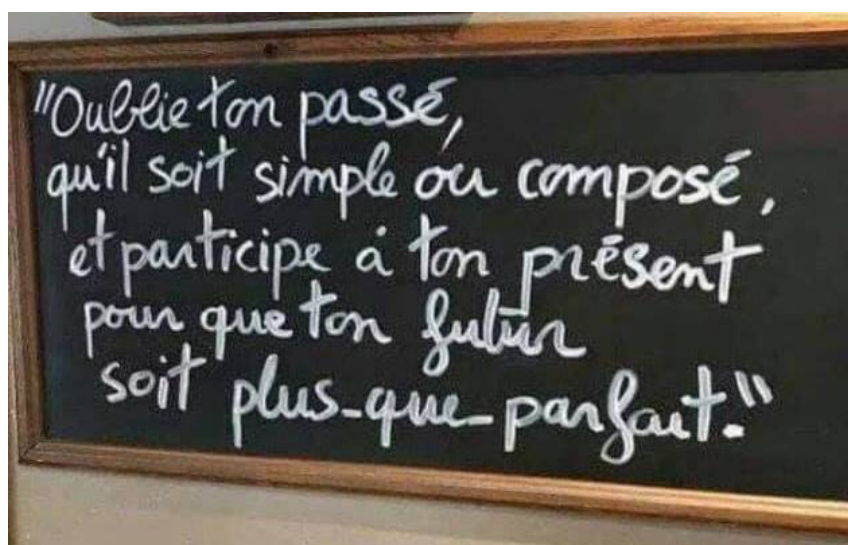 "Oublie ton passé,
qu'il soit simple ou composé,
et participe à ton présent
pour que ton futur
soit plus-que-parfait."